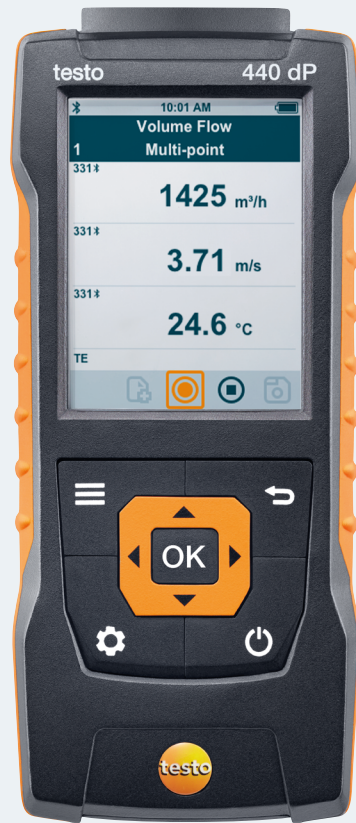 testo 440 dP
10:01 AM
Volume Flow
1 Multi-point
331
1425 m³/h
331
3.71 m/s
331
24.6 °C
TE
OK
testo